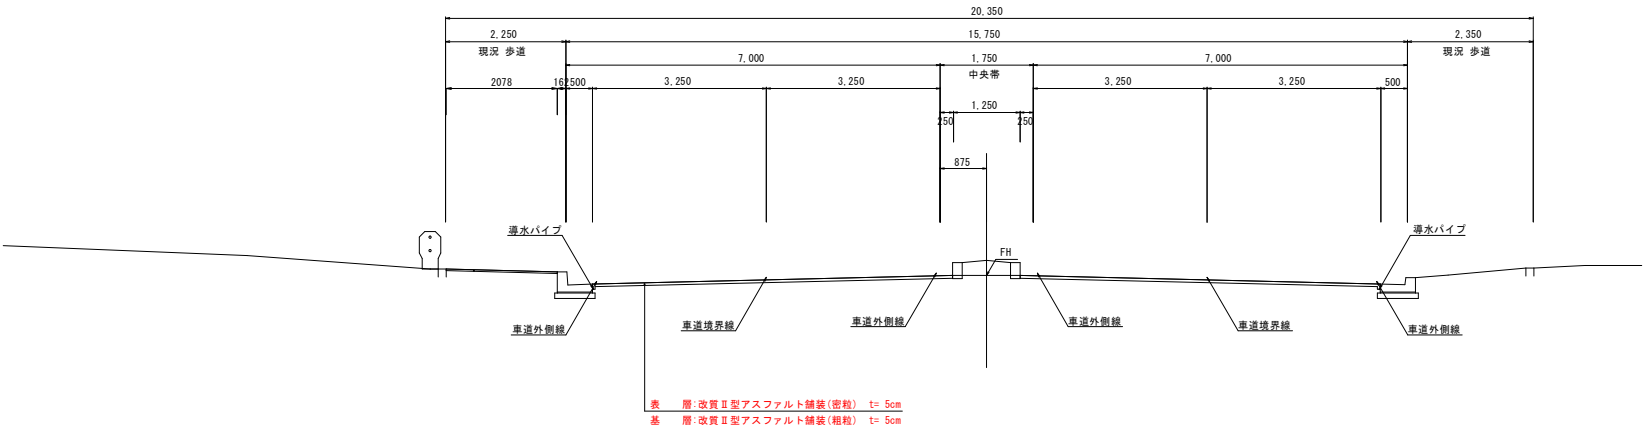 20,350
2,250
15,750
2,350
現況 歩道
現況 歩道
7,000
1,750
7,000
中央帯
2078
162
500
3,250
3,250
3,250
3,250
500
1,250
250
250
875
導水パイプ
導水パイプ
FH
車道外側線
車道境界線
車道外側線
車道外側線
車道境界線
車道外側線
表　　層:改質Ⅱ型アスファルト舗装(密粒)　t= 5cm
基　　層:改質Ⅱ型アスファルト舗装(粗粒)　t= 5cm